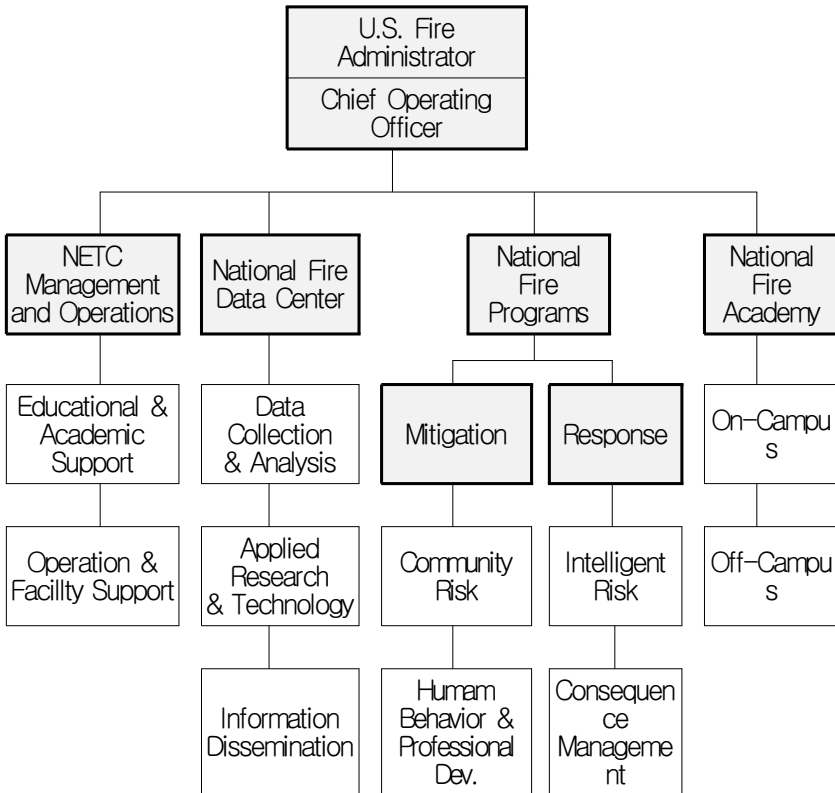 U.S. Fire
Administrator
Chief Operating
Officer
NETC
Management
and Operations
National Fire
Data Center
National
Fire
Programs
National
Fire
Academy
Educational &
Academic
Support
Data
Collection
& Analysis
Mitigation
Response
On-Campu
s
Operation &
Facillty Support
Applied
Research
& Technology
Community
Risk
Intelligent
Risk
Off-Campu
s
Information
Dissemination
Humam
Behavior &
Professional
Dev.
Consequen
ce
Manageme
nt